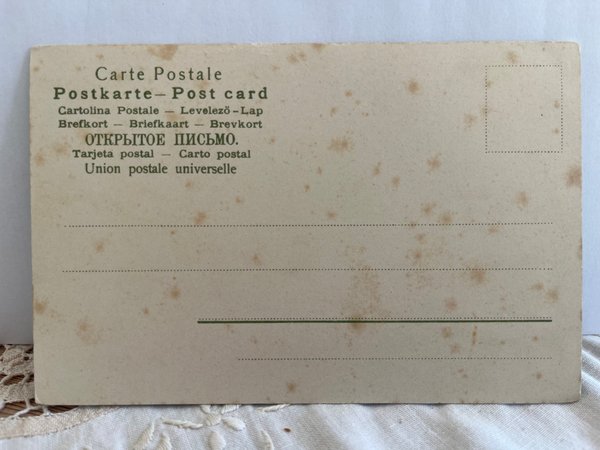 Carte Postale
Postkarte — Post card
Cartolina Postale — Levelező - Lap
Brefkort — Briefkaart — Brevkort
ОТКРЫТОЕ ПИСЬМО.
Tarjeta postal — Carto postal
Union postale universelle